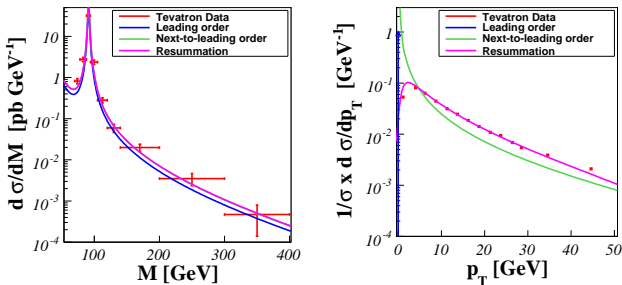 d σ/dM [pb GeV⁻¹]
10
1
10⁻¹
10⁻²
10⁻³
10⁻⁴
Tevatron Data
Leading order
Next-to-leading order
Resummation
100 200 300 400
M [GeV]
1/σ x d σ/dp_T [GeV⁻¹]
1
10⁻¹
10⁻²
10⁻³
10⁻⁴
Tevatron Data
Leading order
Next-to-leading order
Resummation
0 10 20 30 40 50
p_T [GeV]